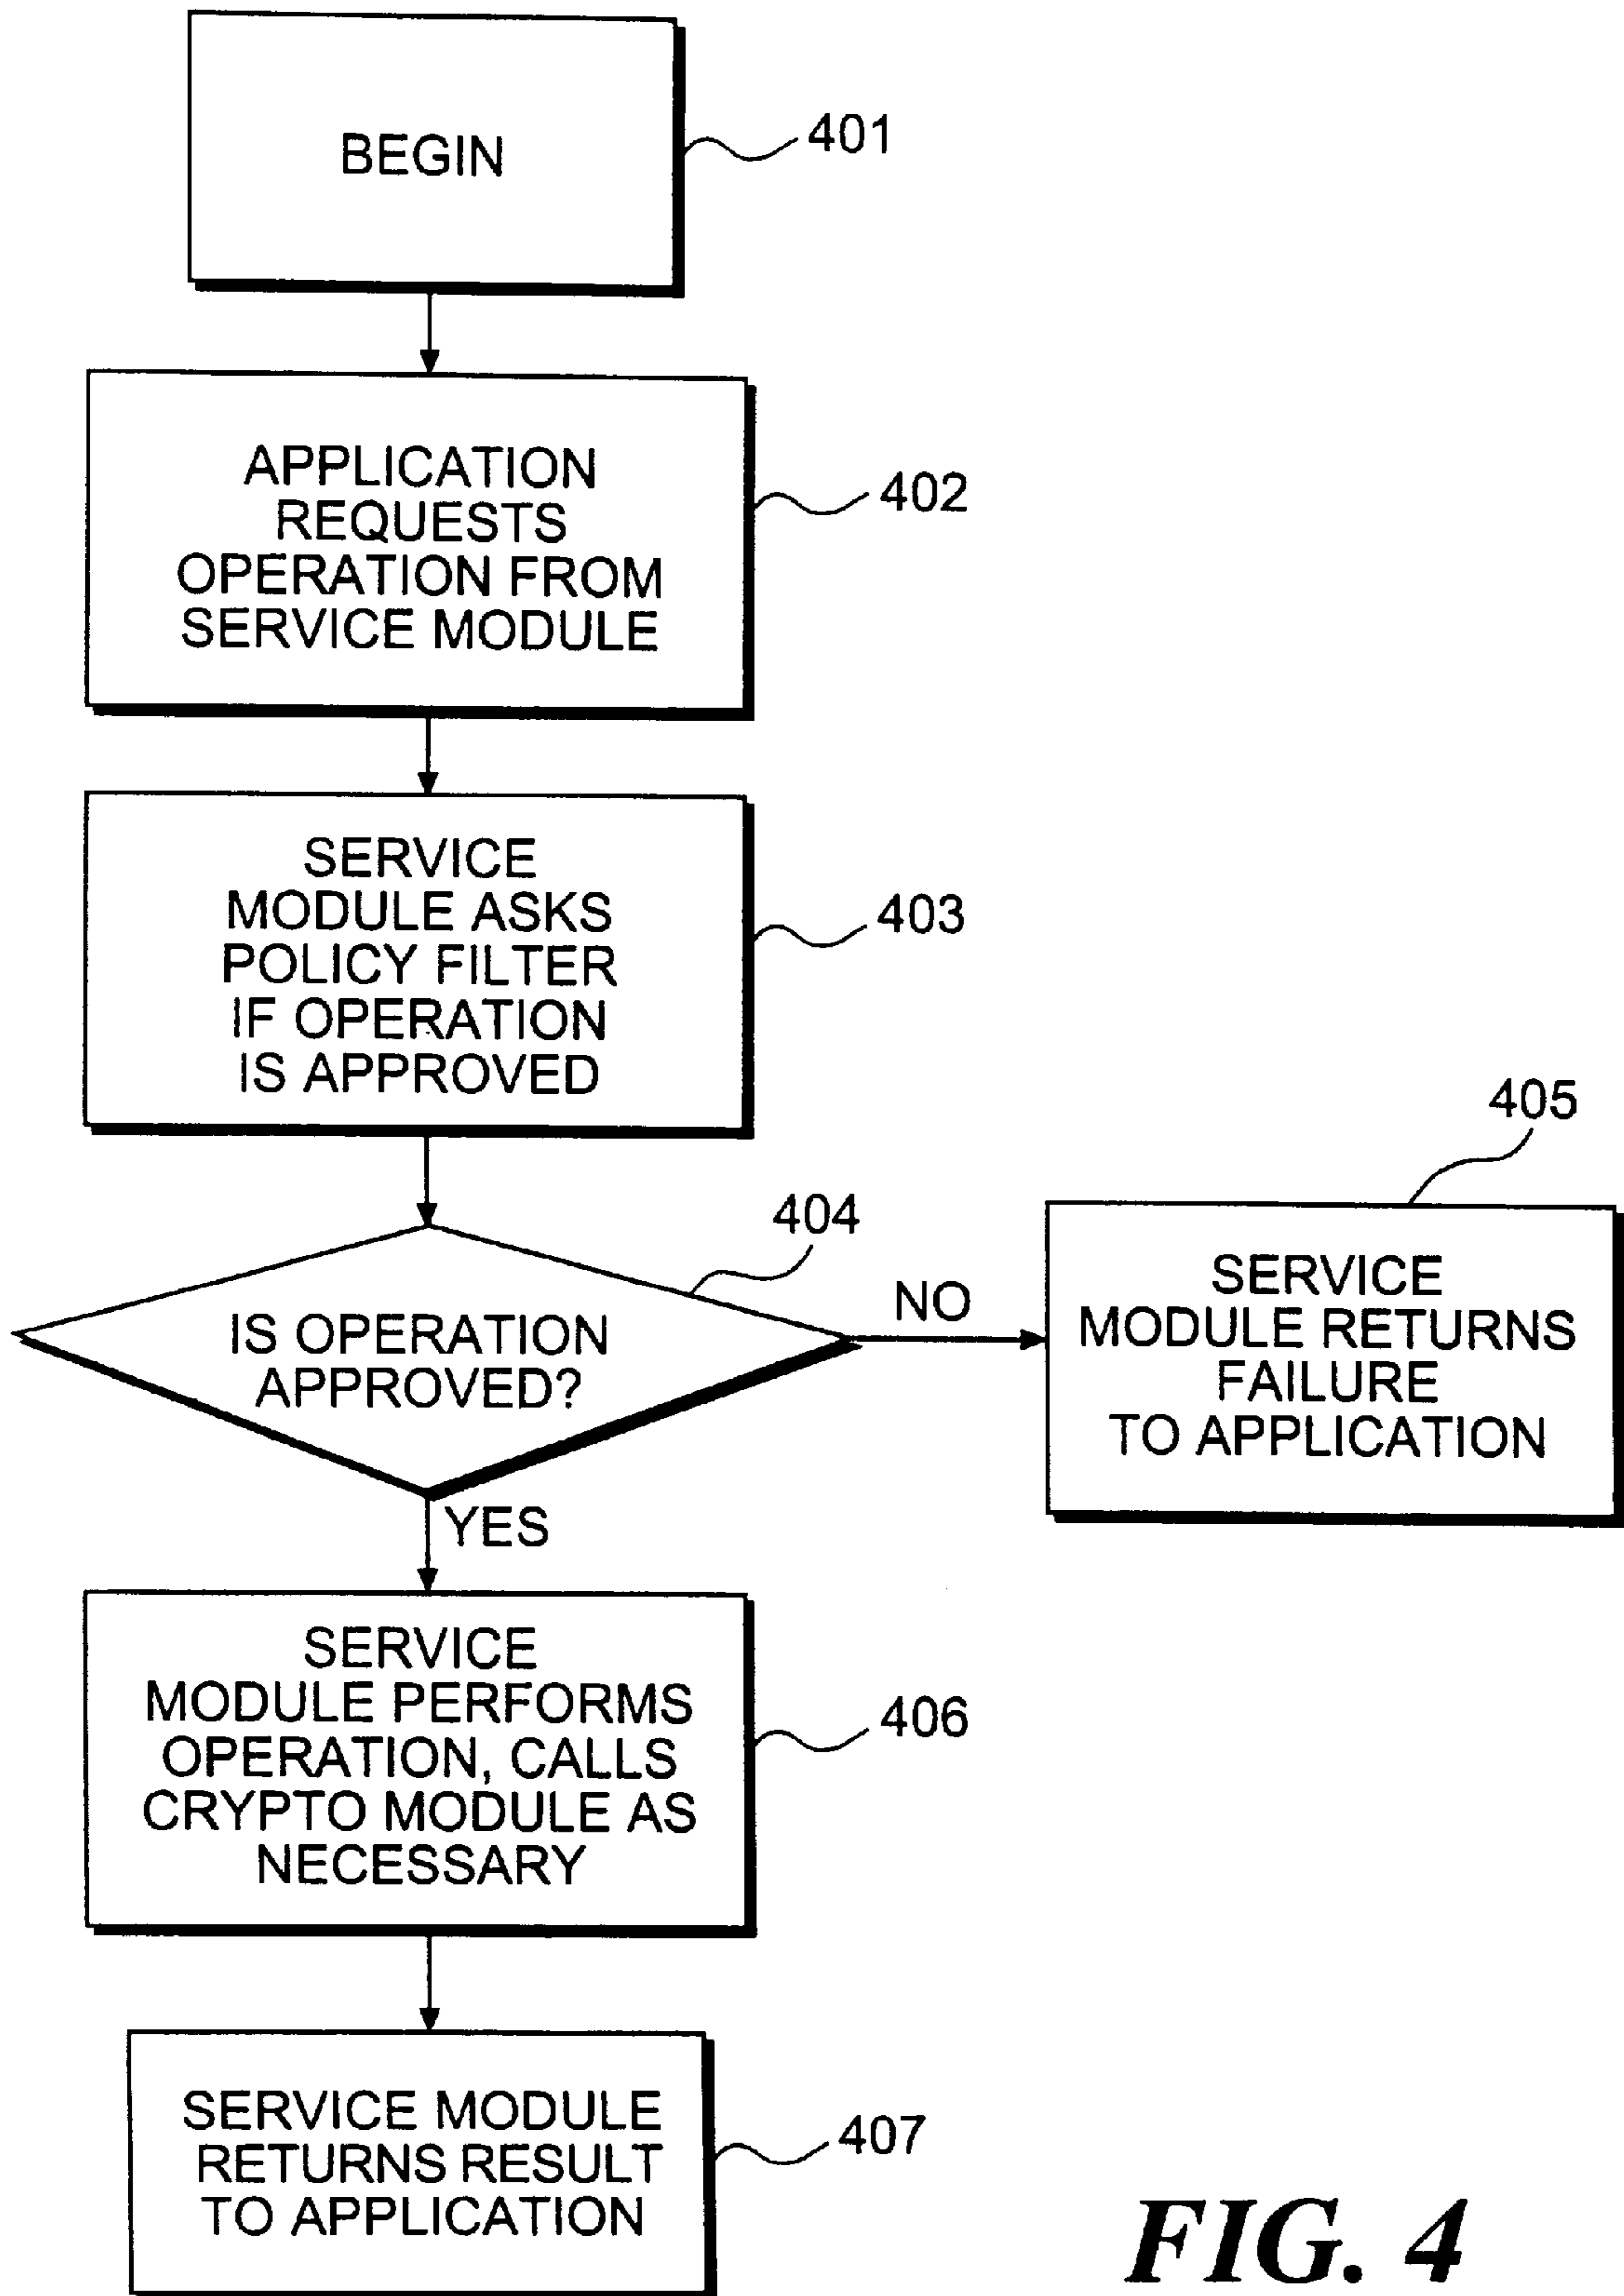 BEGIN
401
APPLICATION
REQUESTS
OPERATION FROM
SERVICE MODULE
402
SERVICE
MODULE ASKS
POLICY FILTER
IF OPERATION
IS APPROVED
403
404
IS OPERATION
APPROVED?
NO
405
SERVICE
MODULE RETURNS
FAILURE
TO APPLICATION
YES
SERVICE
MODULE PERFORMS
OPERATION, CALLS
CRYPTO MODULE AS
NECESSARY
406
SERVICE MODULE
RETURNS RESULT
TO APPLICATION
407
FIG. 4